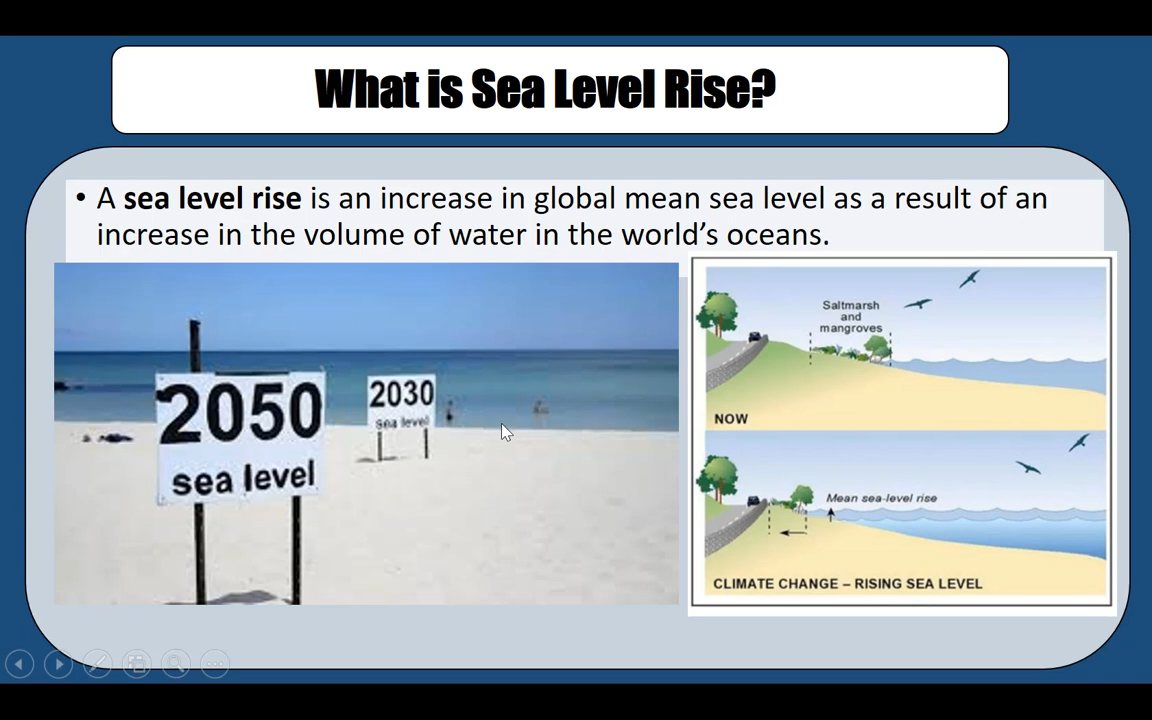 What is Sea Level Rise?
• A sea level rise is an increase in global mean sea level as a result of an
increase in the volume of water in the world’s oceans.
2050
sea level
2030
sea level
Saltmarsh
and
mangroves
NOW
Mean sea-level rise
CLIMATE CHANGE – RISING SEA LEVEL